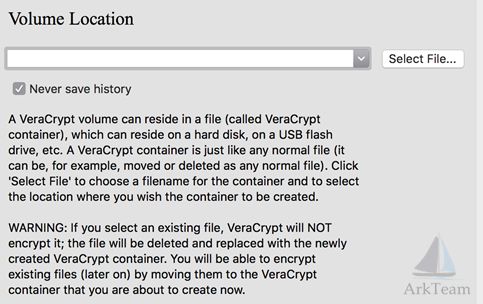 Volume Location
Select File...
Never save history
A VeraCrypt volume can reside in a file (called VeraCrypt
container), which can reside on a hard disk, on a USB flash
drive, etc. A VeraCrypt container is just like any normal file (it
can be, for example, moved or deleted as any normal file). Click
'Select File' to choose a filename for the container and to select
the location where you wish the container to be created.
WARNING: If you select an existing file, VeraCrypt will NOT
encrypt it; the file will be deleted and replaced with the newly
created VeraCrypt container. You will be able to encrypt
existing files (later on) by moving them to the VeraCrypt
container that you are about to create now.
ArkTeam